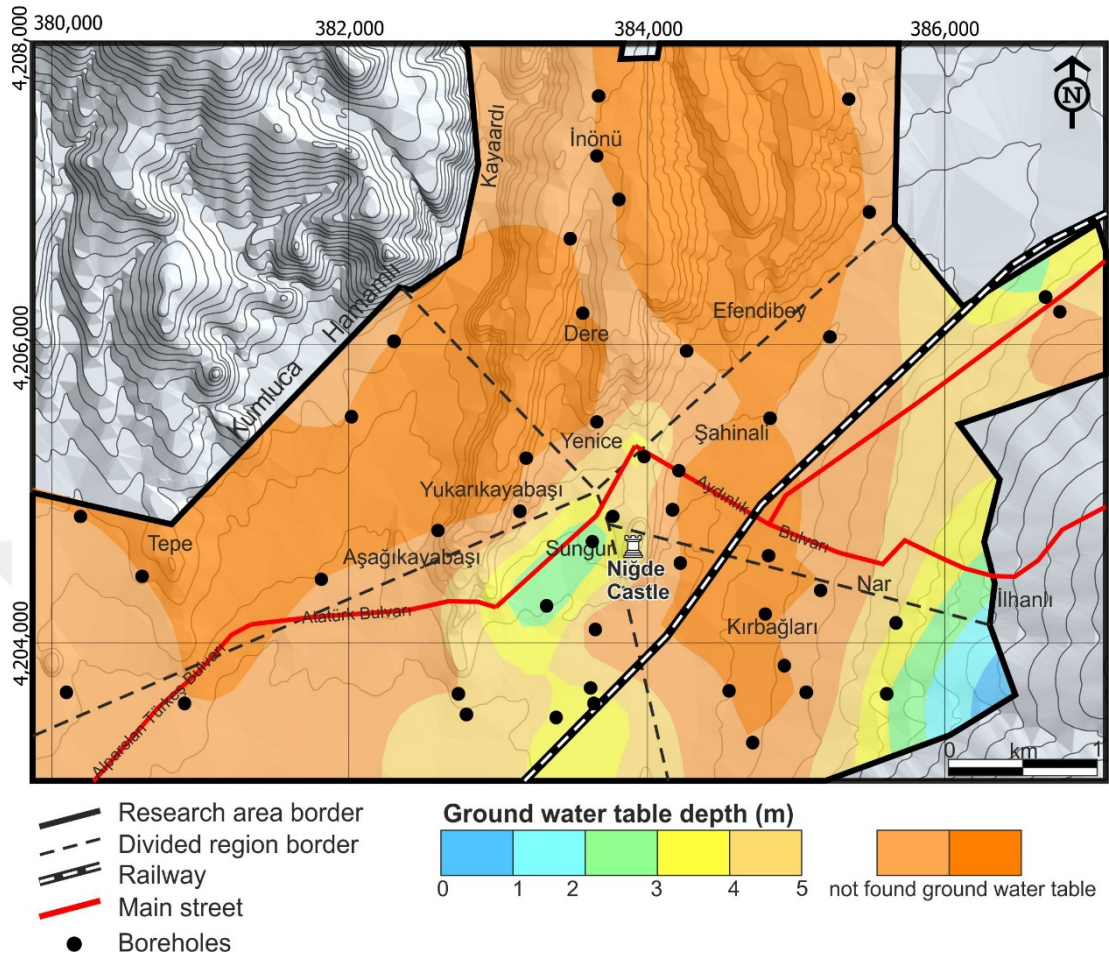 380,000 382,000 384,000 386,000
4,208,000
4,206,000
4,204,000
N
Kayaardı
İnönü
Hamamlı
Kumluca
Dere
Efendibey
Yenice
Şahinali
Yukarıkayabaşı
Aydınlık Bulvarı
Tepe
Aşağıkayabaşı
Sungur
Niğde
Castle
Nar
İlhanlı
Atatürk Bulvarı
Kırbağları
Alparslan Türkeş Bulvarı
0 km 1
Research area border
Divided region border
Railway
Main street
Boreholes
Ground water table depth (m)
0 1 2 3 4 5
not found ground water table